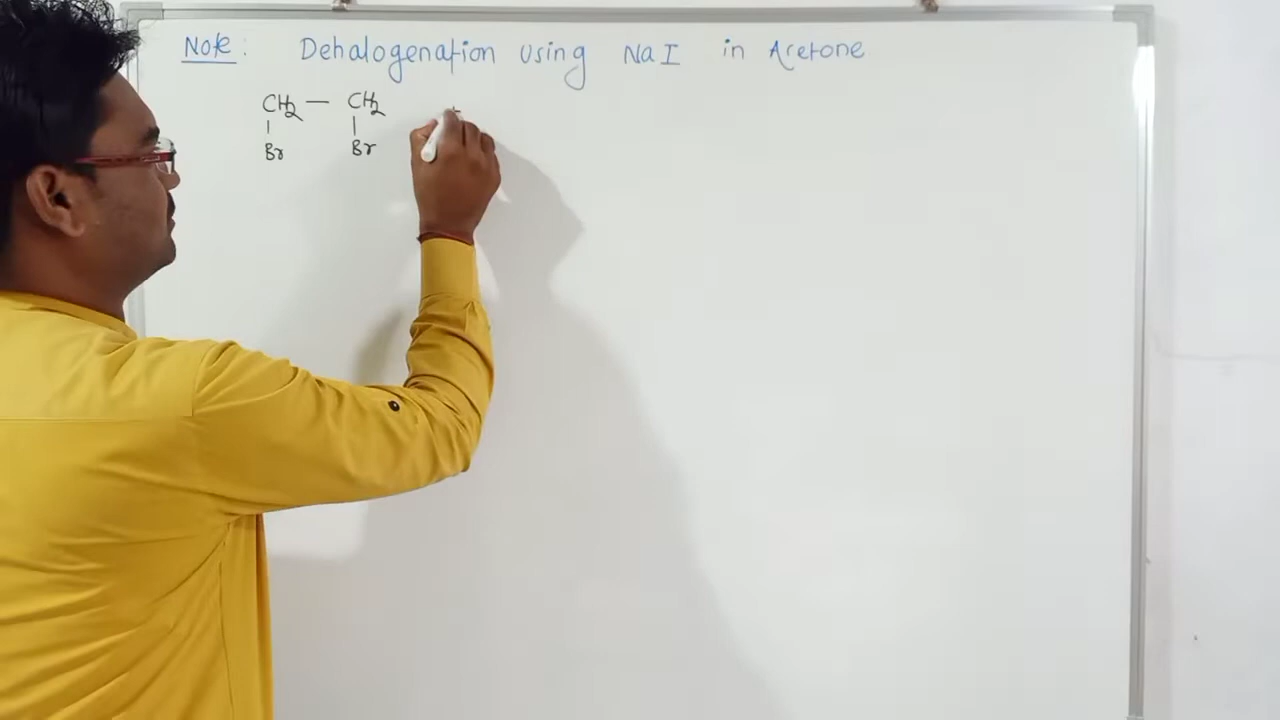 Note: Dehalogenation using NaI in Acetone
CH2 — CH2 +
| |
Br Br